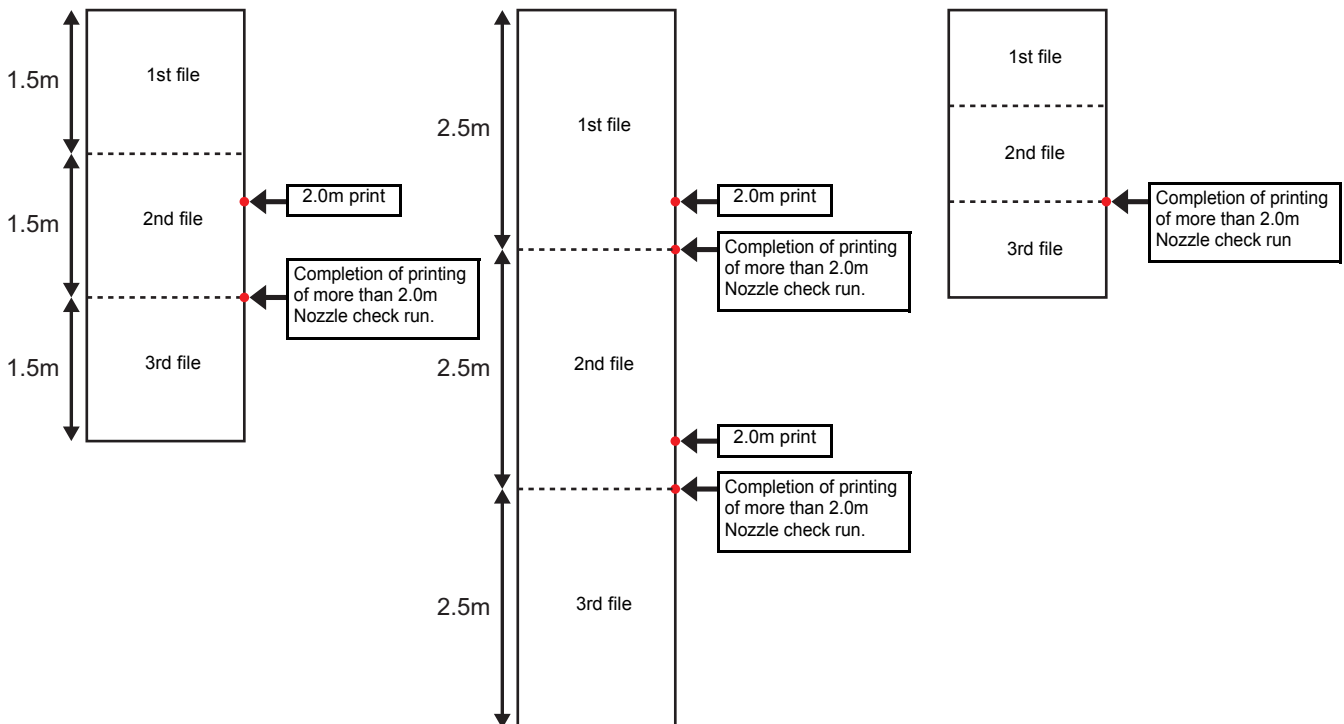 1.5m
1st file
1.5m
2nd file
2.0m print
Completion of printing
of more than 2.0m
Nozzle check run.
1.5m
3rd file
2.5m
1st file
2.0m print
Completion of printing
of more than 2.0m
Nozzle check run.
2.5m
2nd file
2.0m print
Completion of printing
of more than 2.0m
Nozzle check run.
2.5m
3rd file
1st file
2nd file
Completion of printing
of more than 2.0m
Nozzle check run
3rd file